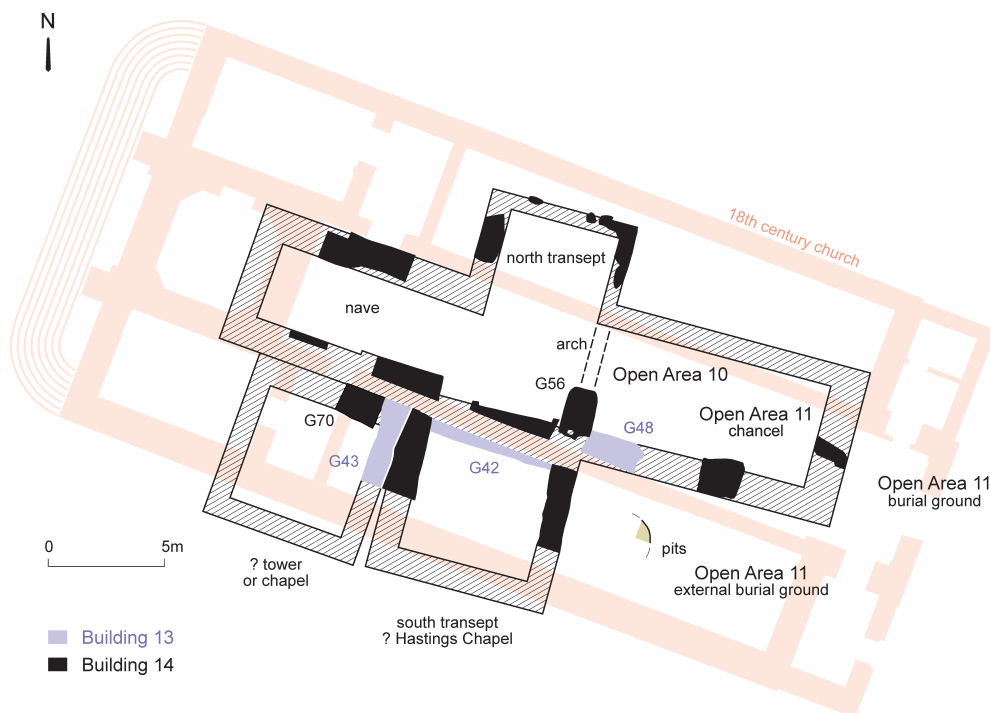 N
18th century church
north transept
nave
arch
G56
Open Area 10
Open Area 11
chancel
G70
G48
G43
G42
Open Area 11
burial ground
0 5m
pits
? tower
or chapel
Open Area 11
external burial ground
south transept
? Hastings Chapel
Building 13
Building 14